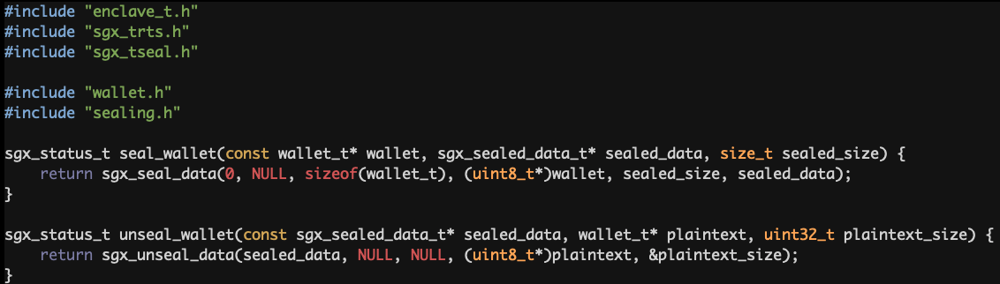 #include "enclave_t.h"
#include "sgx_trts.h"
#include "sgx_tseal.h"

#include "wallet.h"
#include "sealing.h"

sgx_status_t seal_wallet(const wallet_t* wallet, sgx_sealed_data_t* sealed_data, size_t sealed_size) {
    return sgx_seal_data(0, NULL, sizeof(wallet_t), (uint8_t*)wallet, sealed_size, sealed_data);
}

sgx_status_t unseal_wallet(const sgx_sealed_data_t* sealed_data, wallet_t* plaintext, uint32_t plaintext_size) {
    return sgx_unseal_data(sealed_data, NULL, NULL, (uint8_t*)plaintext, &plaintext_size);
}